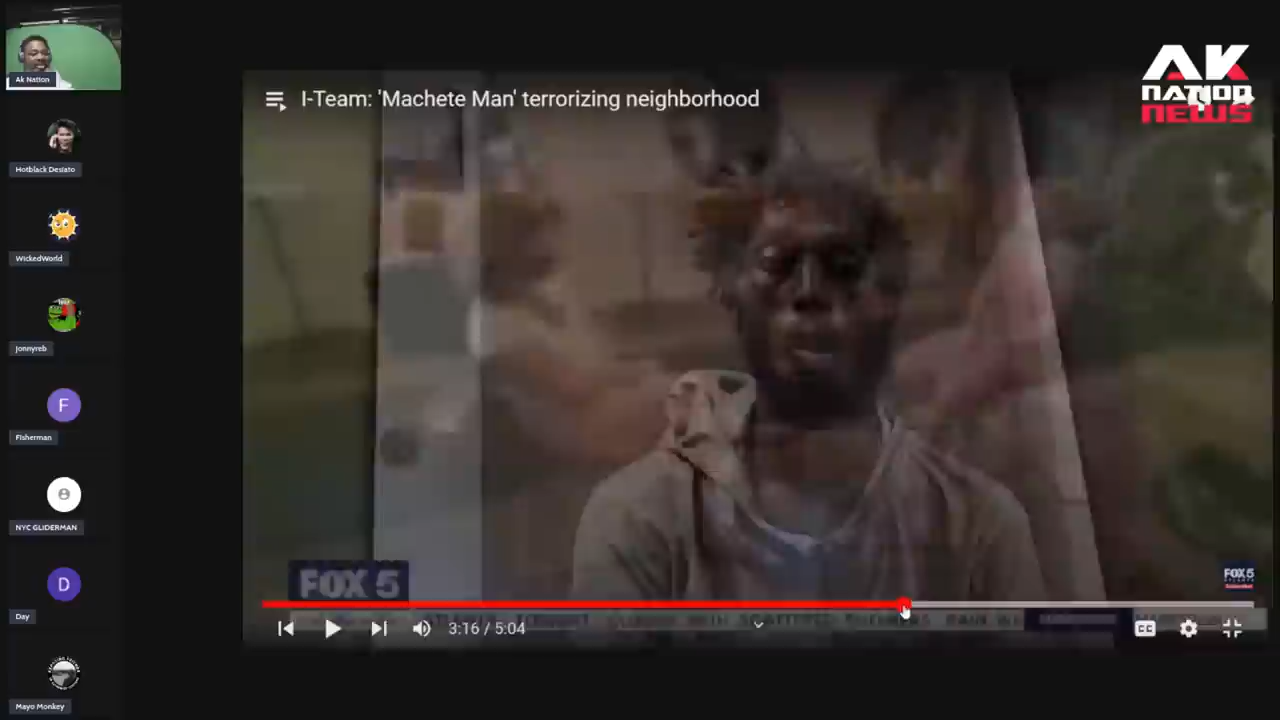 Ak Nation
Hotblack Desiato
WickedWorld
Jonnyreb
F
Fisherman
NYC GLIDERMAN
D
Day
Mayo Monkey
I-Team: 'Machete Man' terrorizing neighborhood
AK
NATION
NEWS
FOX 5
FOX 5
3:16 / 5:04
CC